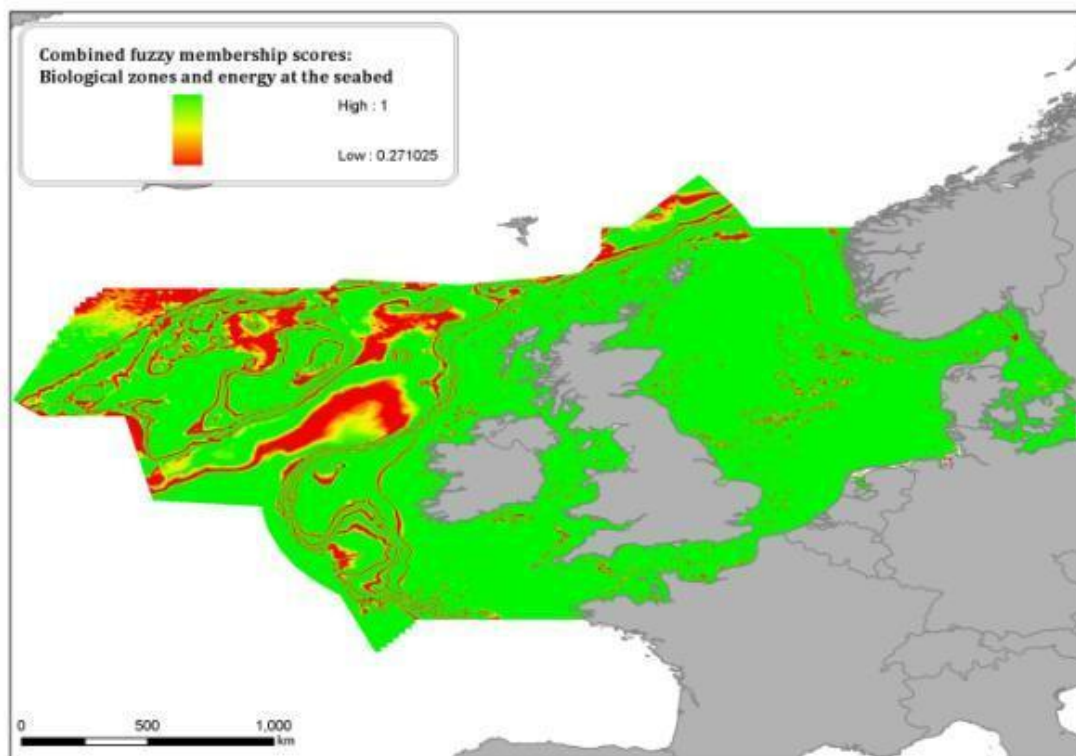 Combined fuzzy membership scores:
Biological zones and energy at the seabed
High : 1
Low : 0.271025
0 500 1,000
km